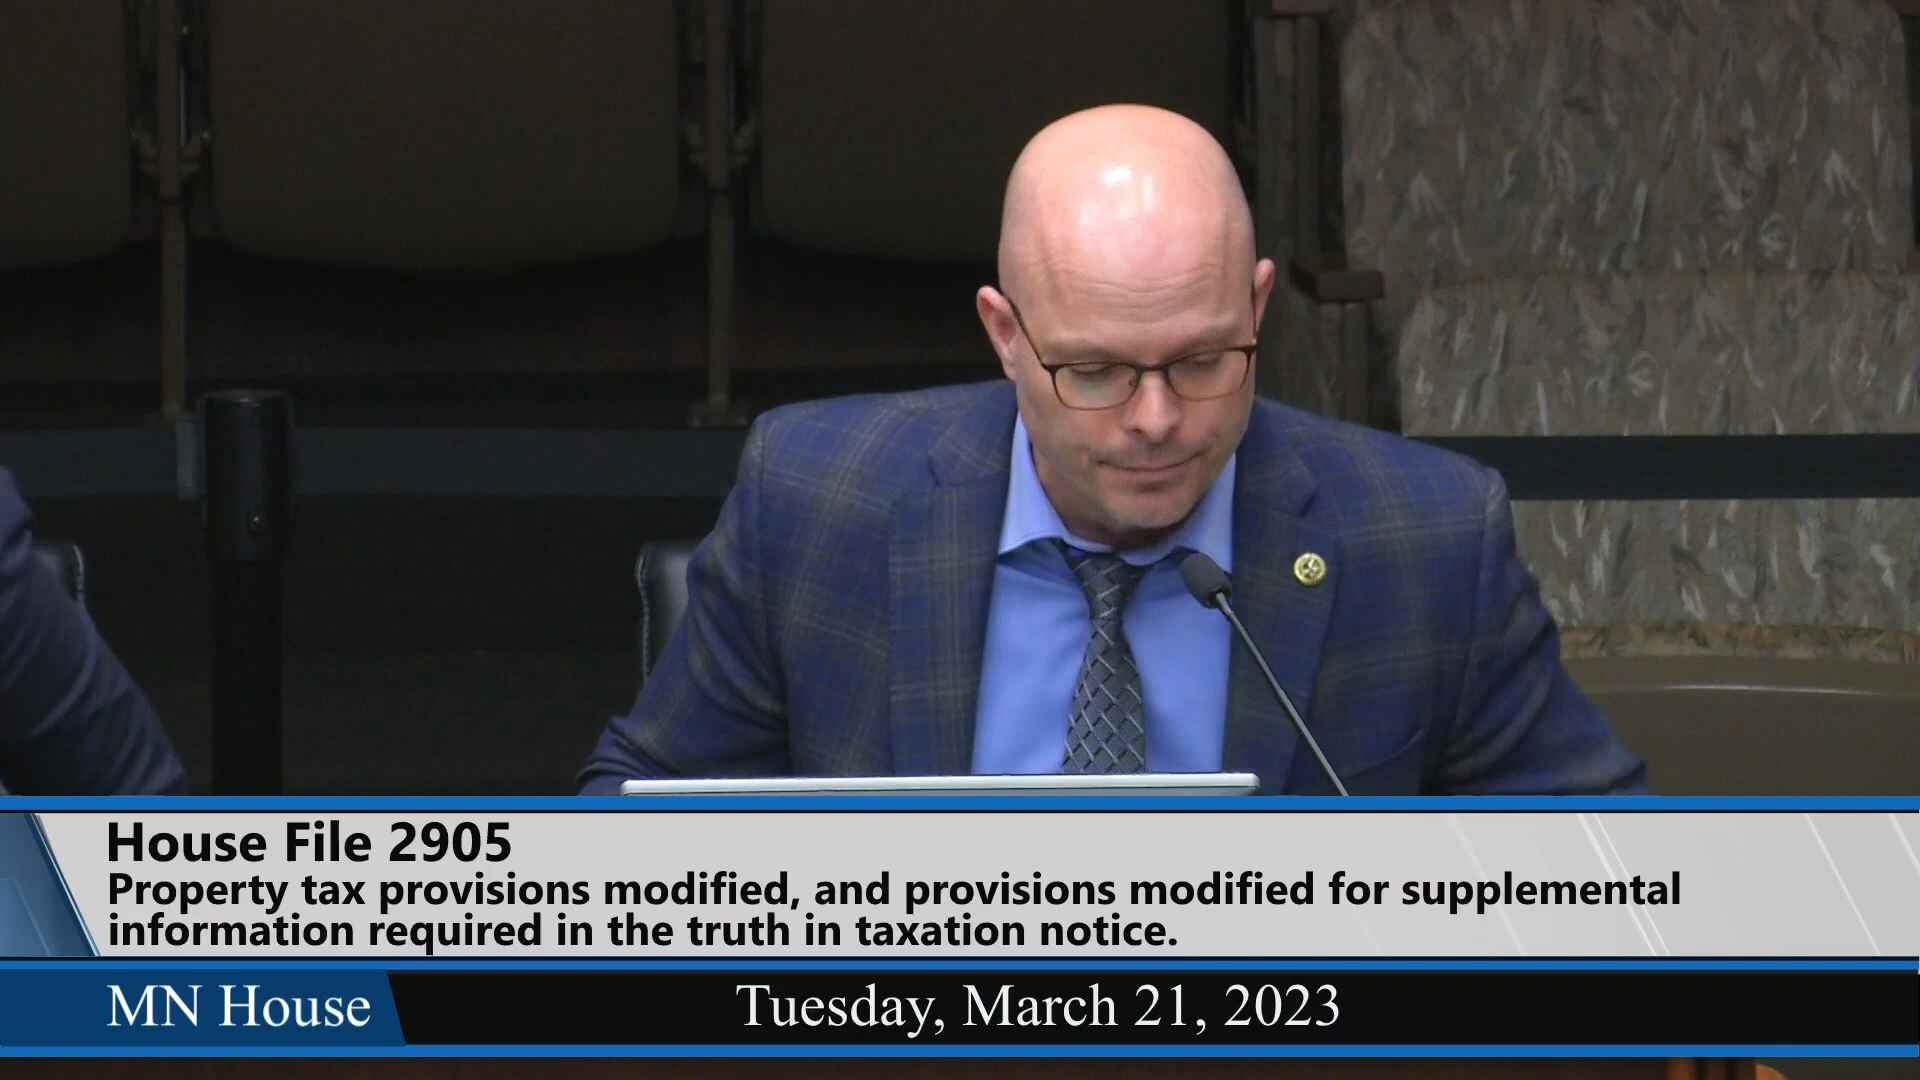 House File 2905
Property tax provisions modified, and provisions modified for supplemental
information required in the truth in taxation notice.
MN House
Tuesday, March 21, 2023